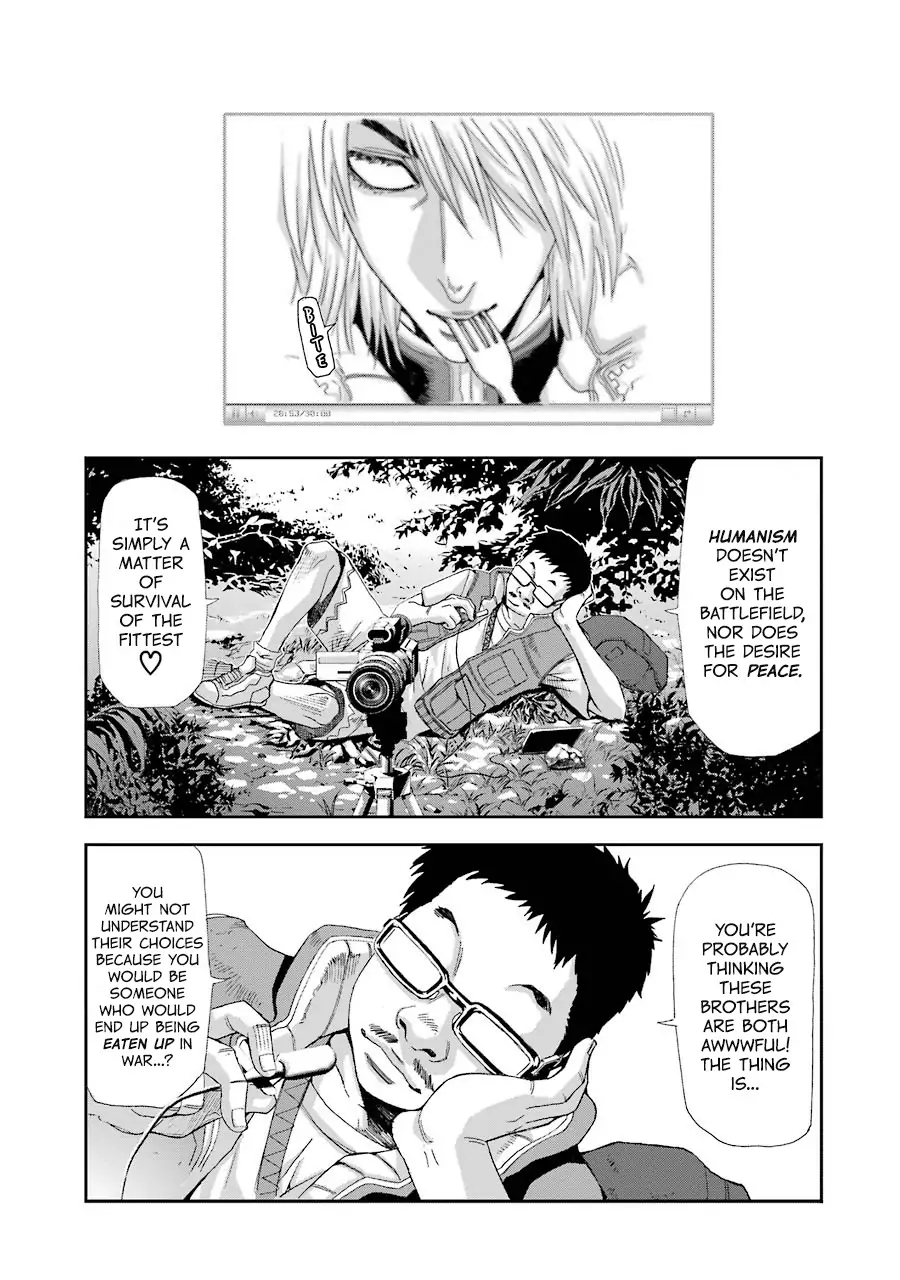 BITE
28:53/30:00
HUMANISM
DOESN'T
EXIST
ON THE
BATTLEFIELD,
NOR DOES
THE DESIRE
FOR PEACE.
IT'S
SIMPLY A
MATTER
OF
SURVIVAL
OF THE
FITTEST
♡
YOU'RE
PROBABLY
THINKING
THESE
BROTHERS
ARE BOTH
AWWWFUL!
THE THING
IS...
YOU
MIGHT NOT
UNDERSTAND
THEIR CHOICES
BECAUSE YOU
WOULD BE
SOMEONE
WHO WOULD
END UP BEING
EATEN UP IN
WAR...?